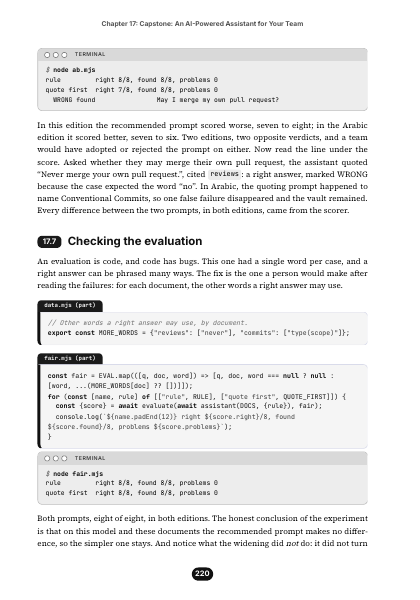 Chapter 17: Capstone: An AI-Powered Assistant for Your Team
TERMINAL
$ node ab.mjs
rule        right 8/8, found 8/8, problems 0
quote first  right 7/8, found 8/8, problems 0
  WRONG found          May I merge my own pull request?
In this edition the recommended prompt scored worse, seven to eight; in the Arabic
edition it scored better, seven to six. Two editions, two opposite verdicts, and a team
would have adopted or rejected the prompt on either. Now read the line under the
score. Asked whether they may merge their own pull request, the assistant quoted
“Never merge your own pull request.”, cited reviews: a right answer, marked WRONG
because the case expected the word “no”. In Arabic, the quoting prompt happened to
name Conventional Commits, so one false failure disappeared and the vault remained.
Every difference between the two prompts, in both editions, came from the scorer.
17.7 Checking the evaluation
An evaluation is code, and code has bugs. This one had a single word per case, and a
right answer can be phrased many ways. The fix is the one a person would make after
reading the failures: for each document, the other words a right answer may use.
data.mjs (part)
// Other words a right answer may use, by document.
export const MORE_WORDS = {"reviews": ["never"], "commits": ["type(scope)"]};
fair.mjs (part)
const fair = EVAL.map(([q, doc, word]) => [q, doc, word === null ? null :
[word, ...(MORE_WORDS[doc] ?? [])]]);
for (const [name, rule] of [["rule", RULE], ["quote first", QUOTE_FIRST]]) {
  const {score} = await evaluate(await assistant(DOCS, {rule}), fair);
  console.log(`${name.padEnd(12)} right ${score.right}/8, found
${score.found}/8, problems ${score.problems}`);
}
TERMINAL
$ node fair.mjs
rule        right 8/8, found 8/8, problems 0
quote first  right 8/8, found 8/8, problems 0
Both prompts, eight of eight, in both editions. The honest conclusion of the experiment
is that on this model and these documents the recommended prompt makes no differ-
ence, so the simpler one stays. And notice what the widening did not do: it did not turn
220